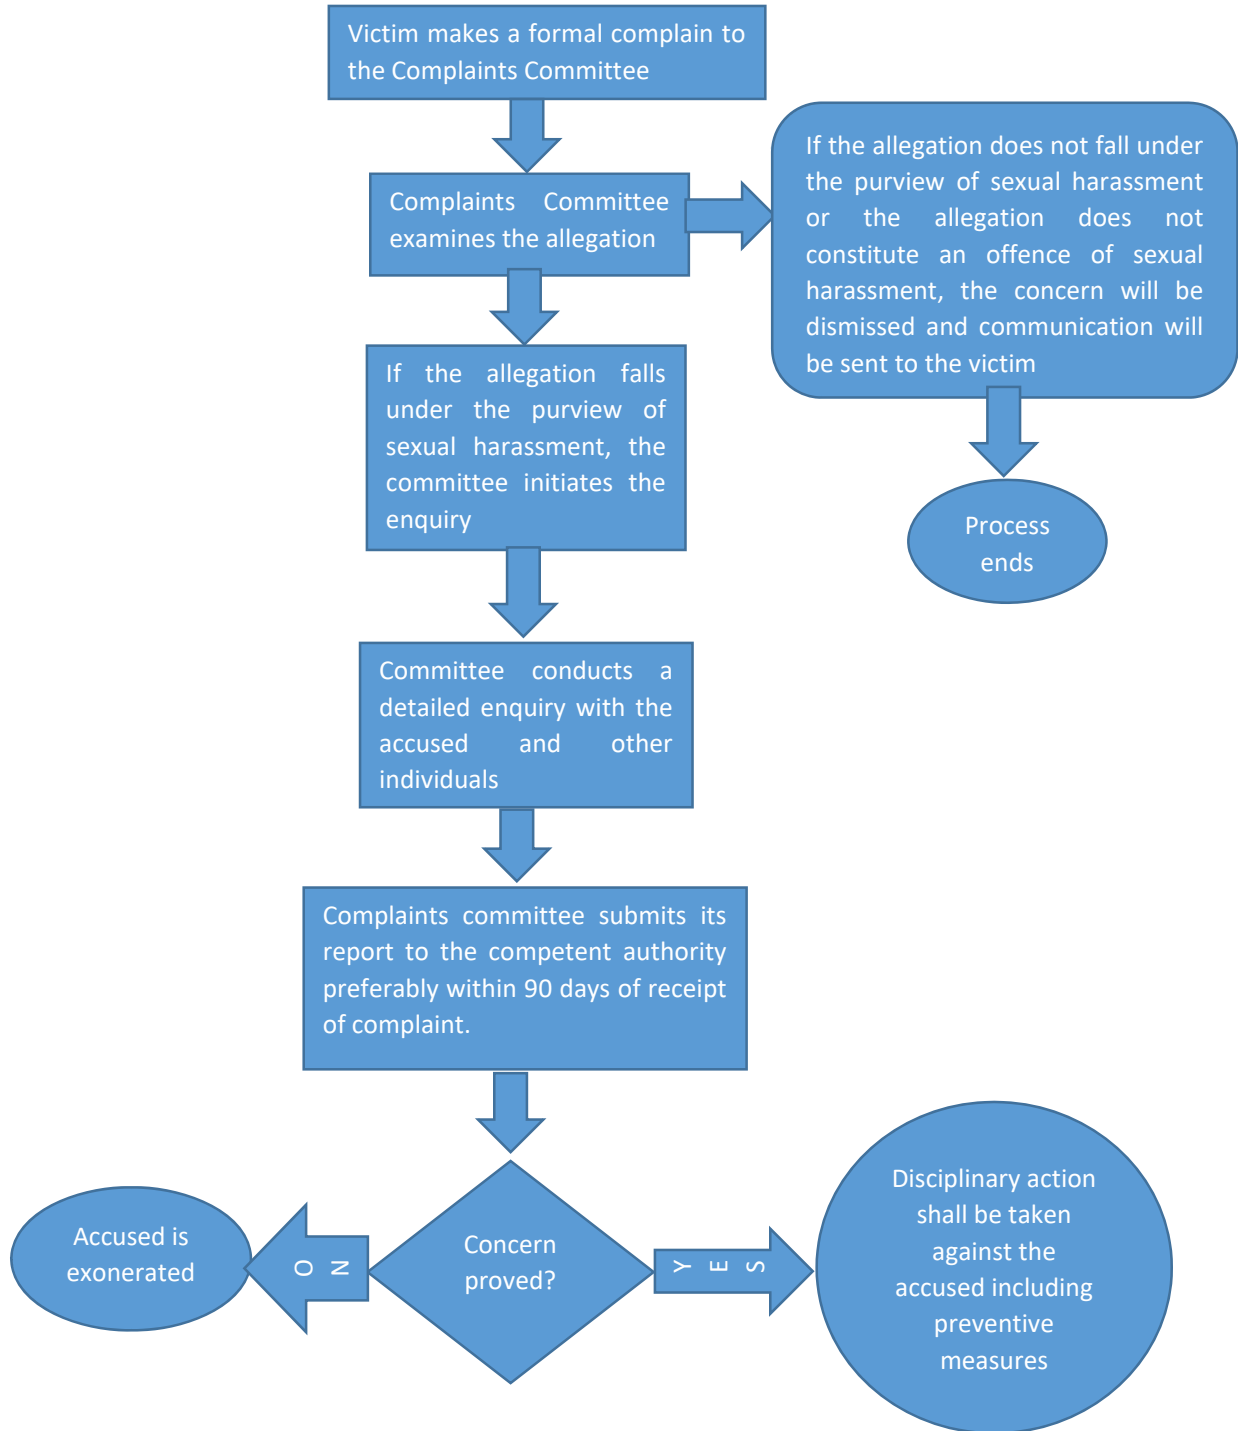 Victim makes a formal complain to
the Complaints Committee
Complaints Committee
examines the allegation
If the allegation does not fall under
the purview of sexual harassment
or the allegation does not
constitute an offence of sexual
harassment, the concern will be
dismissed and communication will
be sent to the victim
If the allegation falls
under the purview of
sexual harassment, the
committee initiates the
enquiry
Process
ends
Committee conducts a
detailed enquiry with the
accused and other
individuals
Complaints committee submits its
report to the competent authority
preferably within 90 days of receipt
of complaint.
Accused is
exonerated
NO
Concern
proved?
YES
Disciplinary action
shall be taken
against the
accused including
preventive
measures